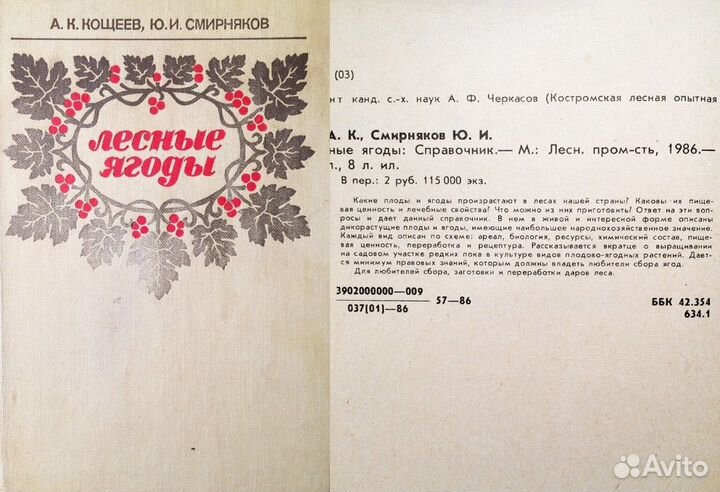 А. К. КОЩЕЕВ, Ю. И. СМИРНЯКОВ
лесные
ягоды
(03)
нт канд. с.-х. наук А. Ф. Черкасов (Костромская лесная опытная
А. К., Смирняков Ю. И.
ные ягоды: Справочник.— М.: Лесн. пром-сть, 1986.—
л., 8 л. ил.
В пер.: 2 руб. 115 000 экз.
Какие плоды и ягоды произрастают в лесах нашей страны? Каковы их пище-
вая ценность и лечебные свойства? Что можно из них приготовить? Ответ на эти воп-
росы и дает данный справочник. В нем в живой и интересной форме описаны
дикорастущие плоды и ягоды, имеющие наибольшее народнохозяйственное значение.
Каждый вид описан по схеме: ареал, биология, ресурсы, химический состав, пище-
вая ценность, переработка и рецептура. Рассказывается вкратце о выращивании
на садовом участке редких пока в культуре видов плодово-ягодных растений. Дает-
ся минимум правовых знаний, которым должны владеть любители сбора ягод.
Для любителей сбора, заготовки и переработки даров леса.
3902000000—009
037(01)—86
57—86
ББК 42.354
634.1
Avito